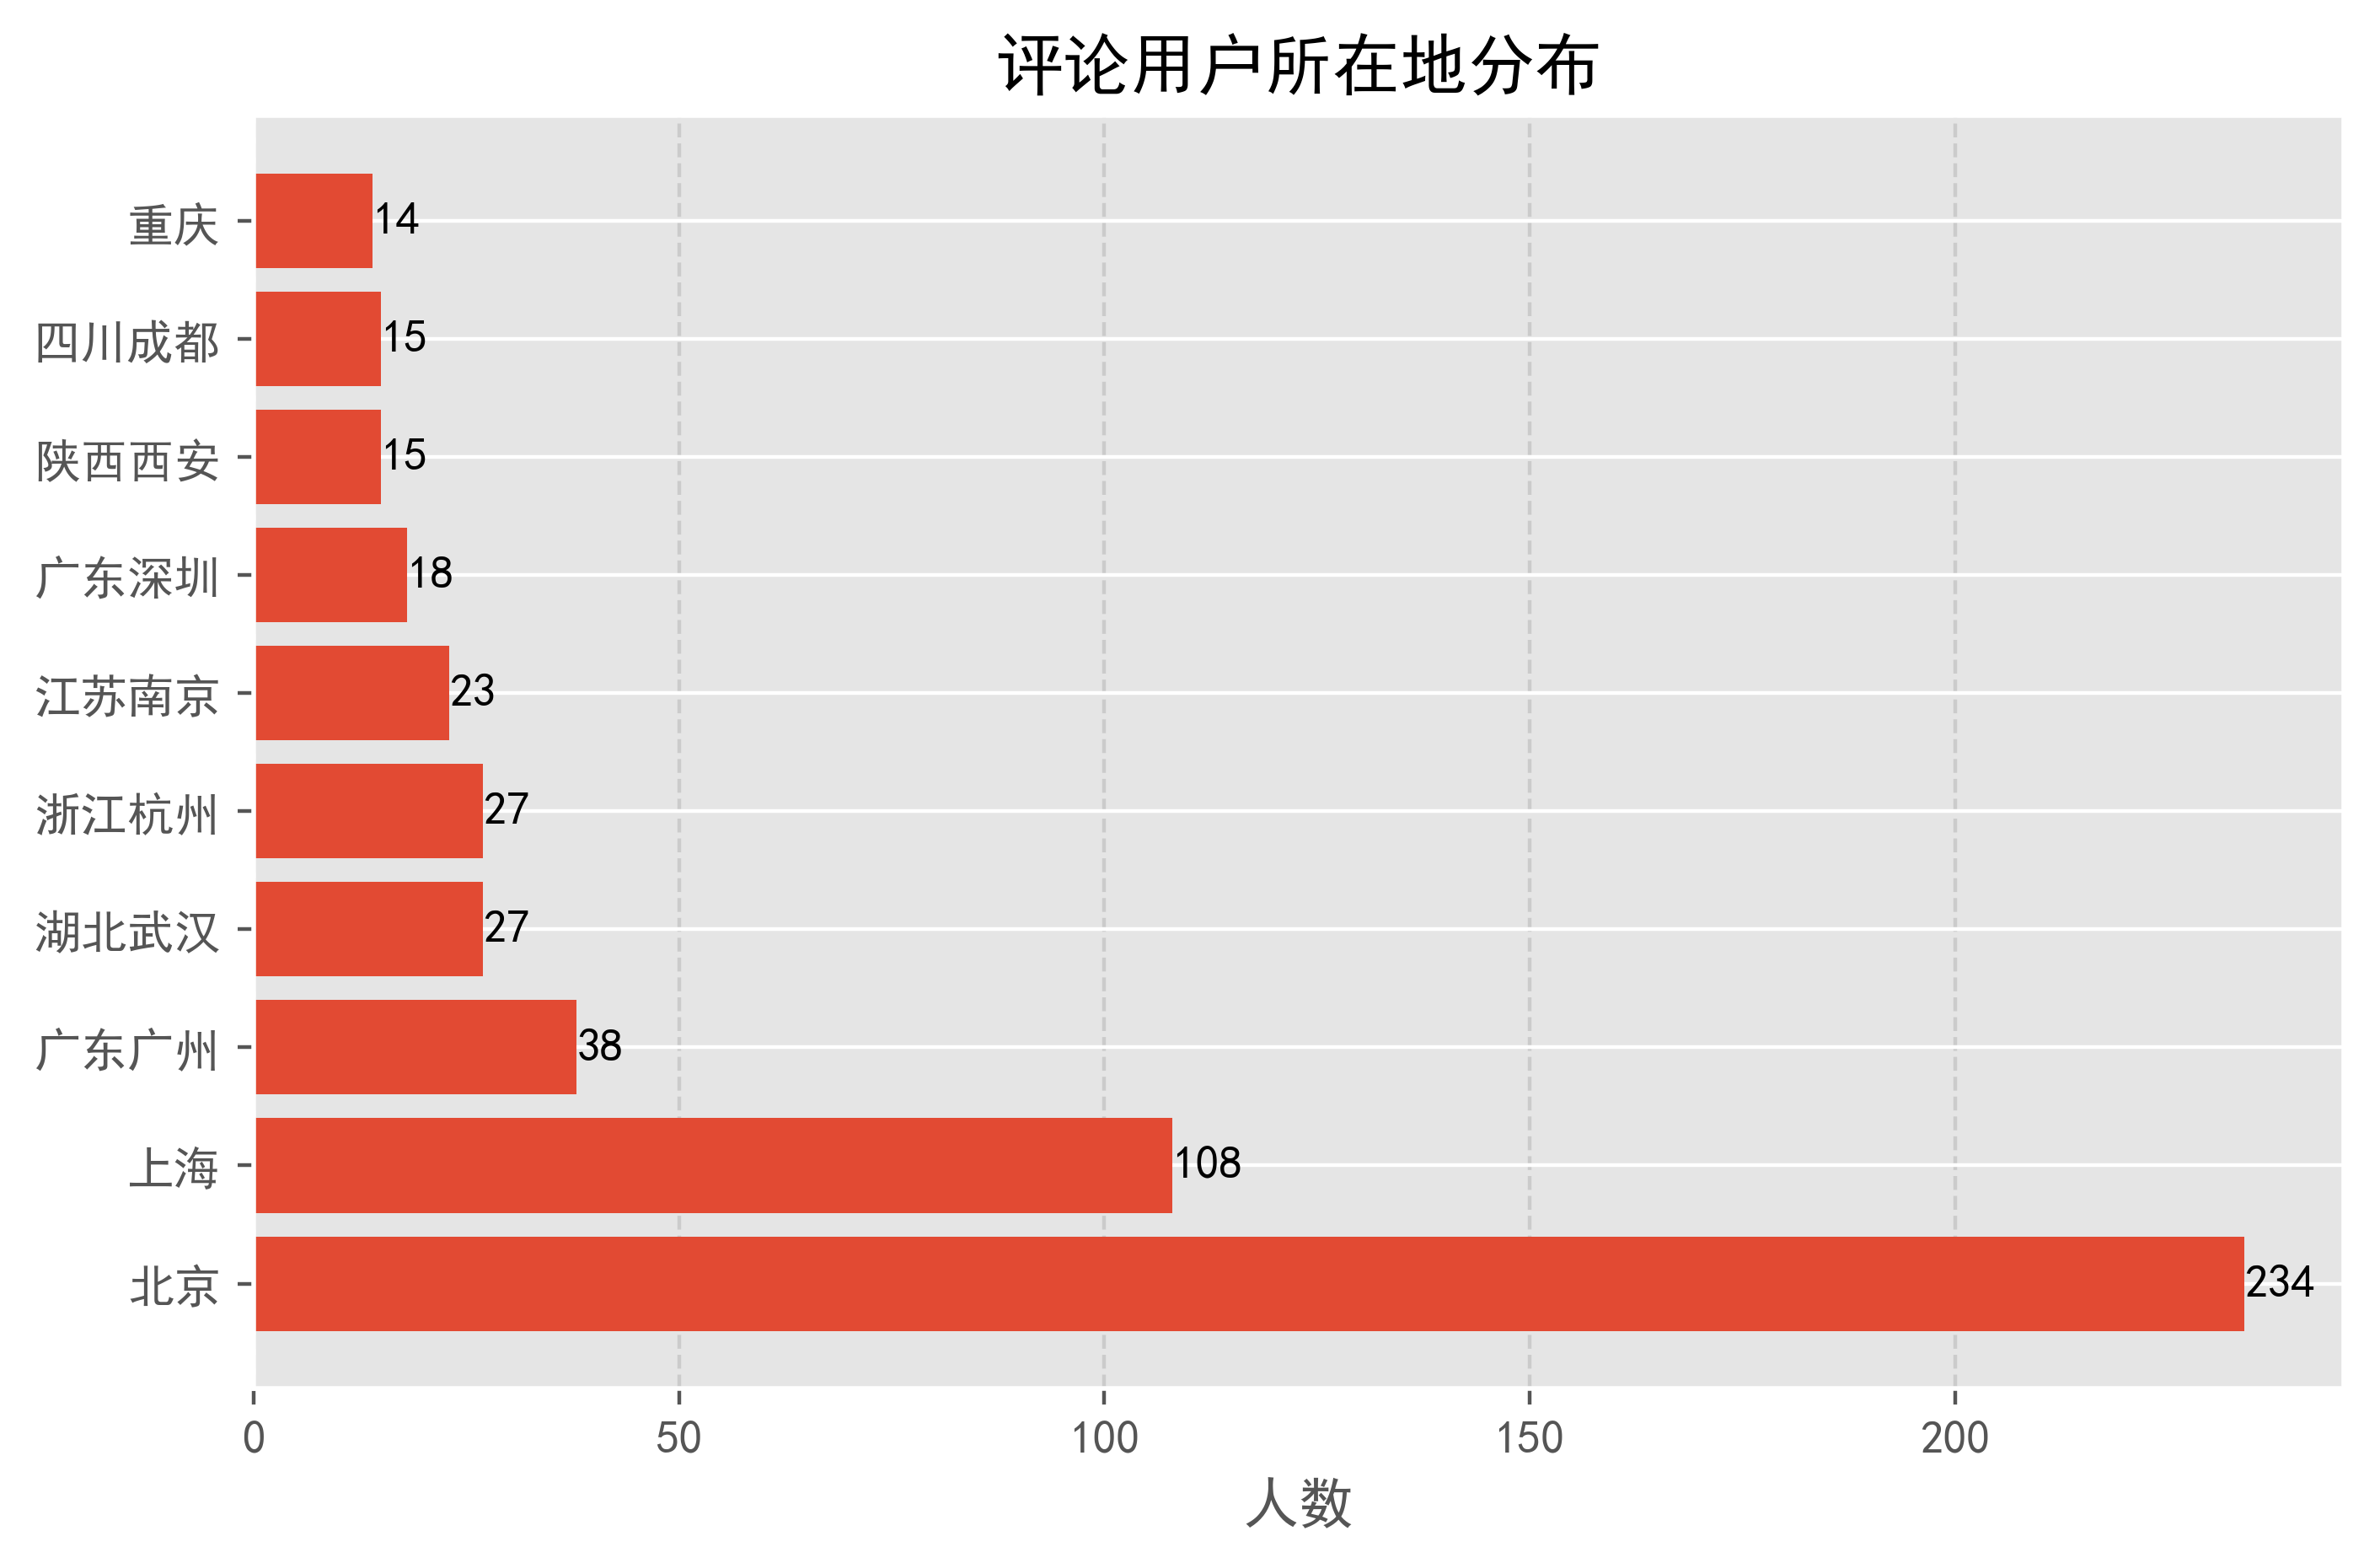 评论用户所在地分布
重庆 14
四川成都 15
陕西西安 15
广东深圳 18
江苏南京 23
浙江杭州 27
湖北武汉 27
广东广州 38
上海 108
北京 234
0 50 100 150 200
人数